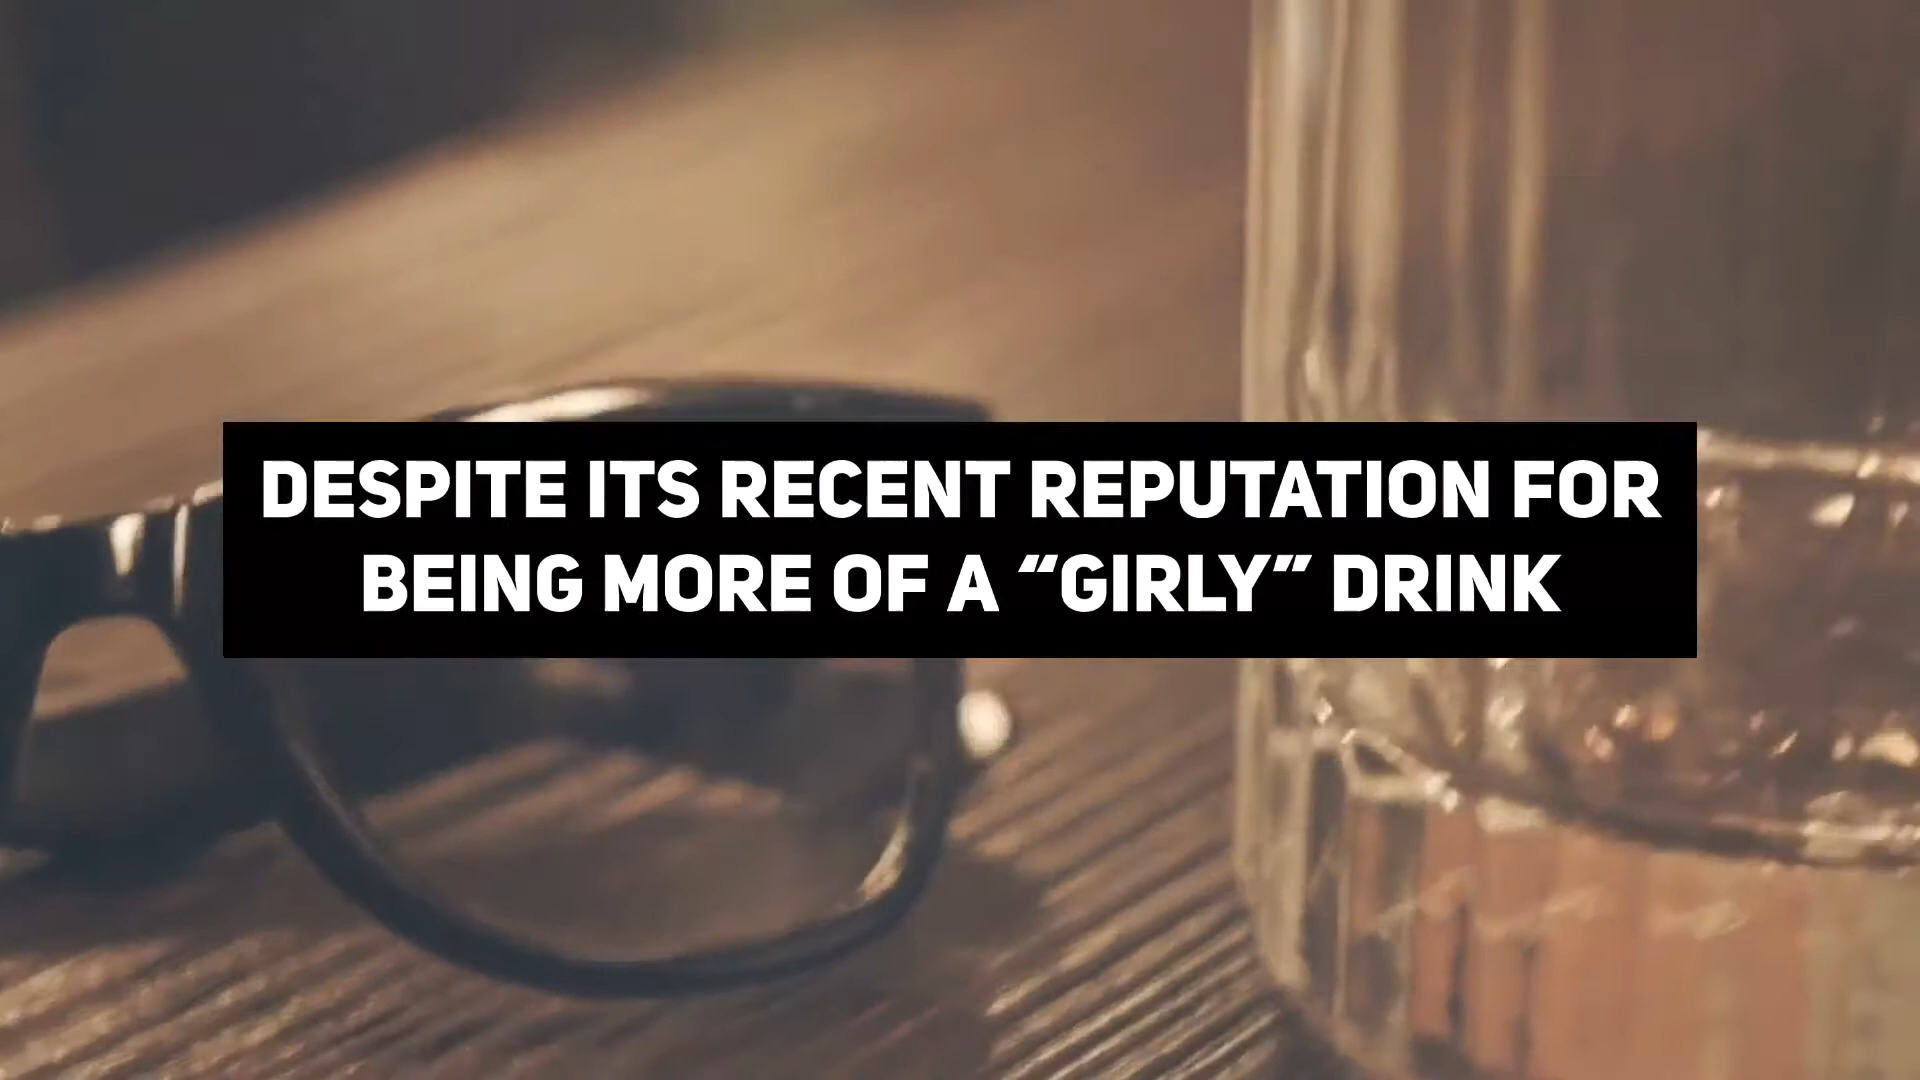 DESPITE ITS RECENT REPUTATION FOR
BEING MORE OF A “GIRLY” DRINK